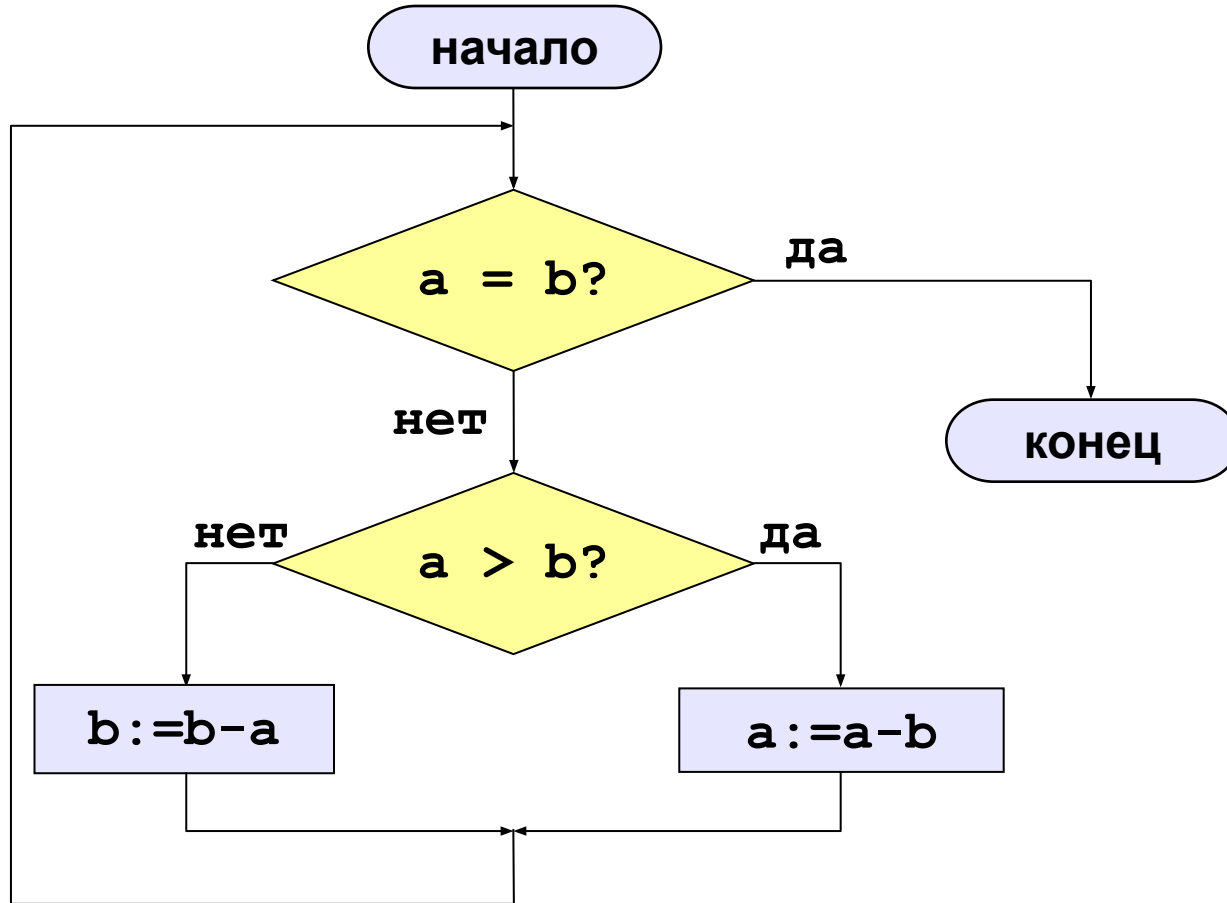 начало
a = b?
да
нет
конец
нет
a > b?
да
b:=b-a
a:=a-b